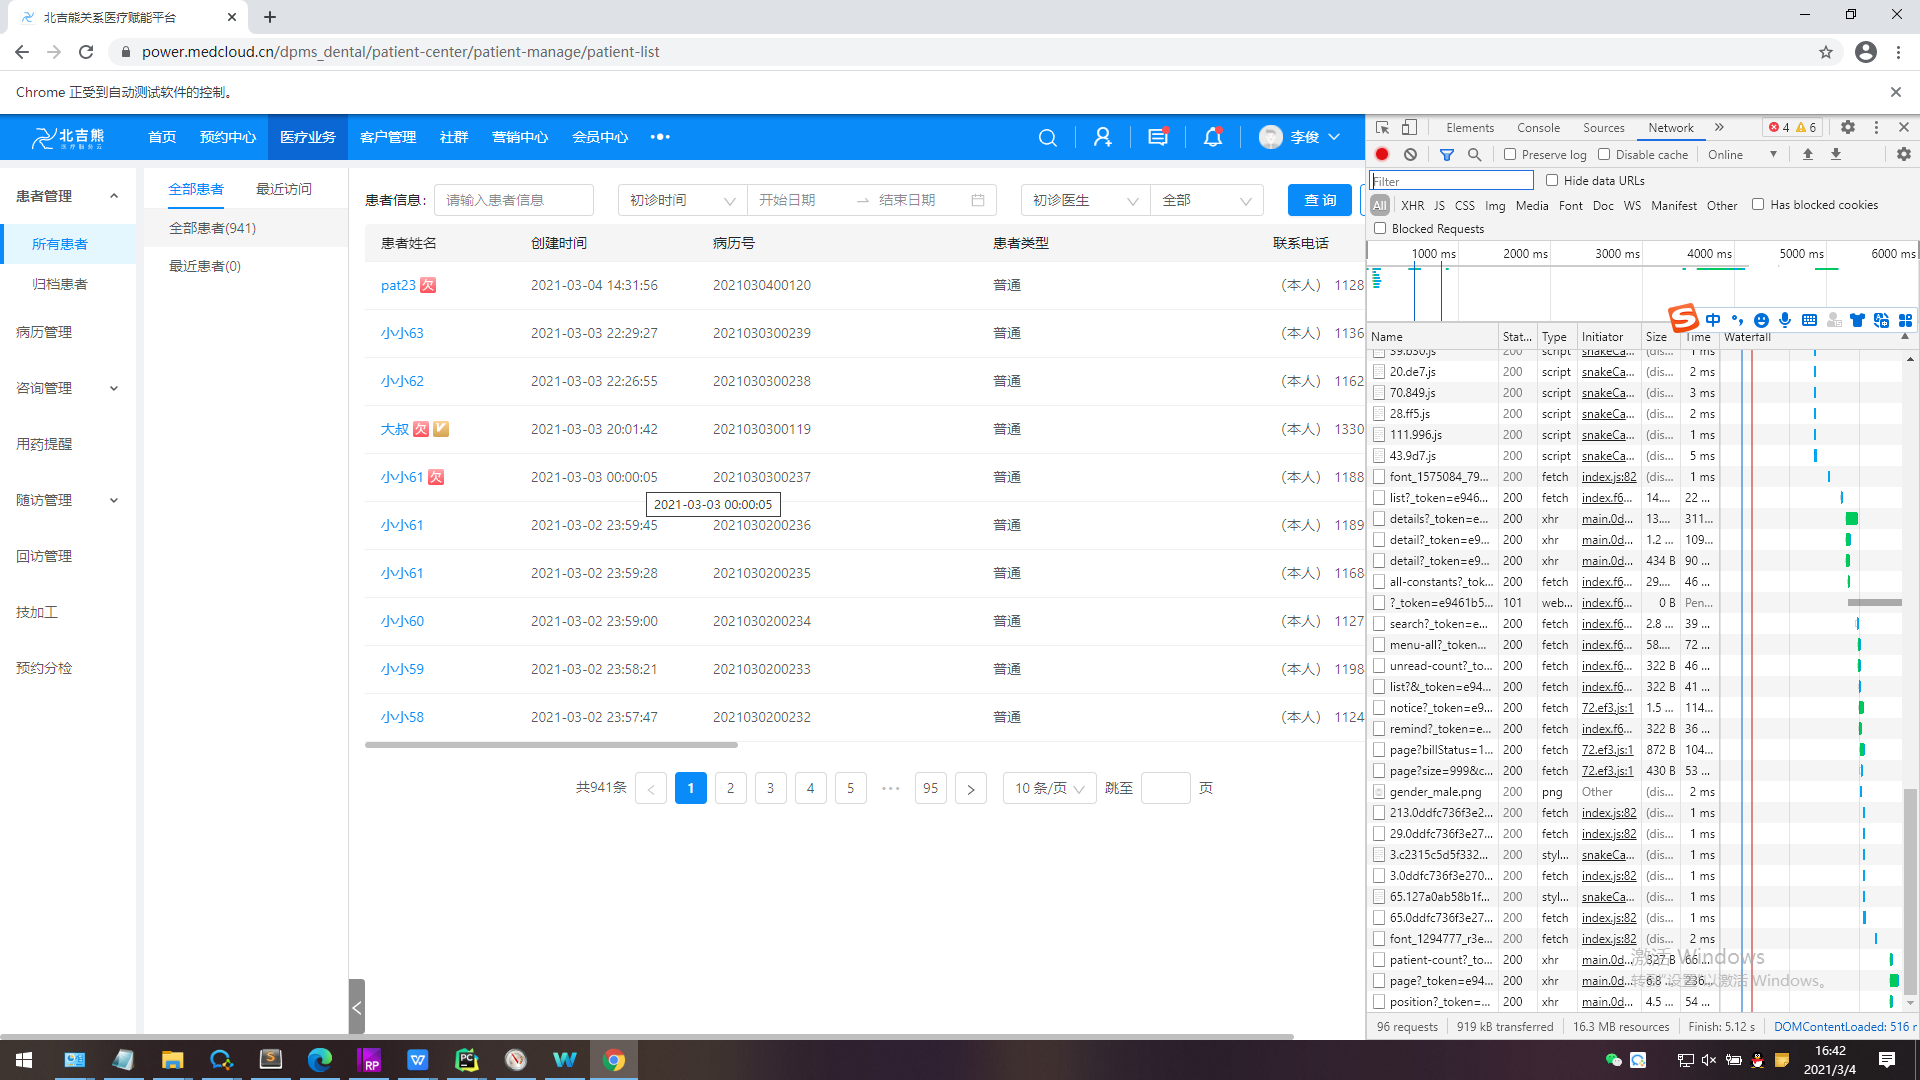 北吉熊关系医疗赋能平台
power.medcloud.cn/dpms_dental/patient-center/patient-manage/patient-list
Chrome 正受到自动测试软件的控制。
北吉熊
医疗服务云
首页 预约中心 医疗业务 客户管理 社群 营销中心 会员中心 ••• 李俊
患者管理
所有患者
归档患者
病历管理
咨询管理
用药提醒
随访管理
回访管理
技加工
预约分检
全部患者 最近访问
全部患者(941)
最近患者(0)
患者信息: 请输入患者信息 初诊时间 开始日期 → 结束日期 初诊医生 全部 查 询
患者姓名 创建时间 病历号 患者类型 联系电话
pat23 欠 2021-03-04 14:31:56 2021030400120 普通 (本人) 1128
小小63 2021-03-03 22:29:27 2021030300239 普通 (本人) 1136
小小62 2021-03-03 22:26:55 2021030300238 普通 (本人) 1162
大叔 欠 2021-03-03 20:01:42 2021030300119 普通 (本人) 1330
小小61 欠 2021-03-03 00:00:05 2021030300237 普通 (本人) 1188
2021-03-03 00:00:05
小小61 2021-03-02 23:59:45 2021030200236 普通 (本人) 1189
小小61 2021-03-02 23:59:28 2021030200235 普通 (本人) 1168
小小60 2021-03-02 23:59:00 2021030200234 普通 (本人) 1127
小小59 2021-03-02 23:58:21 2021030200233 普通 (本人) 1198
小小58 2021-03-02 23:57:47 2021030200232 普通 (本人) 1124
共941条 < 1 2 3 4 5 ••• 95 > 10 条/页 跳至 页
Elements Console Sources Network » 4 6
Preserve log Disable cache Online
Filter Hide data URLs
All XHR JS CSS Img Media Font Doc WS Manifest Other Has blocked cookies
Blocked Requests
1000 ms 2000 ms 3000 ms 4000 ms 5000 ms 6000 ms
中
Name Stat... Type Initiator Size Time Waterfall
39.b30.js 200 script snakeCa... (dis... 1 ms
20.de7.js 200 script snakeCa... (dis... 2 ms
70.849.js 200 script snakeCa... (dis... 3 ms
28.ff5.js 200 script snakeCa... (dis... 2 ms
111.996.js 200 script snakeCa... (dis... 1 ms
43.9d7.js 200 script snakeCa... (dis... 5 ms
font_1575084_79... 200 fetch index.js:82 (dis... 1 ms
list?_token=e946... 200 fetch index.f6... 14.... 22 ...
details?_token=e... 200 xhr main.0d... 13.... 311...
detail?_token=e9... 200 xhr main.0d... 1.2 ... 109...
detail?_token=e9... 200 xhr main.0d... 434 B 90 ...
all-constants?_tok... 200 fetch index.f6... 29.... 46 ...
?_token=e9461b5... 101 web... index.f6... 0 B Pen...
search?_token=e... 200 fetch index.f6... 2.8 ... 39 ...
menu-all?_token... 200 fetch index.f6... 58.... 72 ...
unread-count?_to... 200 fetch index.f6... 322 B 46 ...
list?&_token=e94... 200 fetch index.f6... 322 B 41 ...
notice?_token=e9... 200 fetch 72.ef3.js:1 1.5 ... 114...
remind?_token=e... 200 fetch index.f6... 322 B 36 ...
page?billStatus=1... 200 fetch 72.ef3.js:1 872 B 104...
page?size=999&c... 200 fetch 72.ef3.js:1 430 B 53 ...
gender_male.png 200 png Other (dis... 2 ms
213.0ddfc736f3e2... 200 fetch index.js:82 (dis... 1 ms
29.0ddfc736f3e27... 200 fetch index.js:82 (dis... 1 ms
3.c2315c5d5f332... 200 styl... snakeCa... (dis... 1 ms
3.0ddfc736f3e270... 200 fetch index.js:82 (dis... 1 ms
65.127a0ab58b1f... 200 styl... snakeCa... (dis... 1 ms
65.0ddfc736f3e27... 200 fetch index.js:82 (dis... 1 ms
font_1294777_r3e... 200 fetch index.js:82 (dis... 2 ms
patient-count?_to... 200 xhr main.0d... 327 B 66 ...
page?_token=e94... 200 xhr main.0d... 6.8 ... 236...
position?_token=... 200 xhr main.0d... 4.5 ... 54 ...
激活 Windows
转到"设置"以激活 Windows。
96 requests 919 kB transferred 16.3 MB resources Finish: 5.12 s DOMContentLoaded: 516 r
16:42
2021/3/4